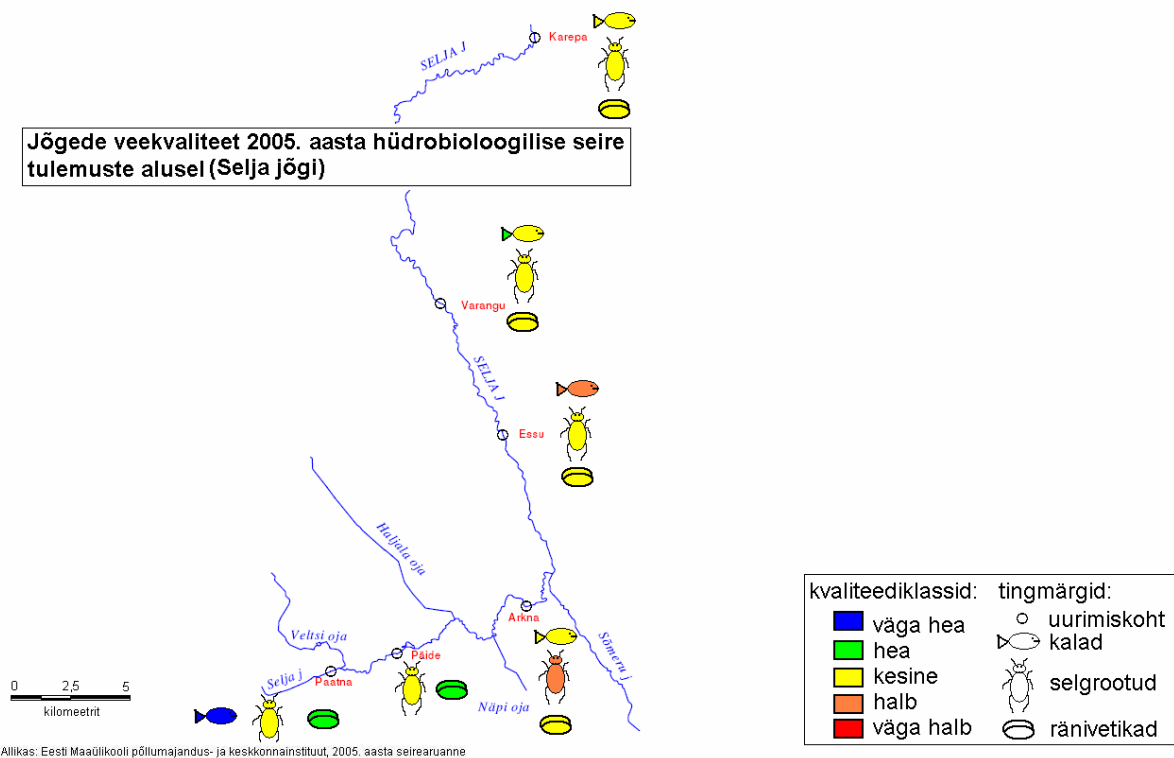 Karepa
SELJA J
Jõgede veekvaliteet 2005. aasta hüdrobioloogilise seire
tulemuste alusel (Selja jõgi)
Varangu
SELJA J
Essu
Haljala oja
Arkna
Veltsi oja
Päide
Sõmeru j
Selja j
Paatna
Näpi oja
0 2,5 5
kilomeetrit
kvaliteediklassid:
väga hea
hea
kesine
halb
väga halb
tingmärgid:
uurimiskoht
kalad
selgrootud
ränivetikad
Allikas: Eesti Maaülikooli põllumajandus- ja keskkonnainstituut, 2005. aasta seirearuanne